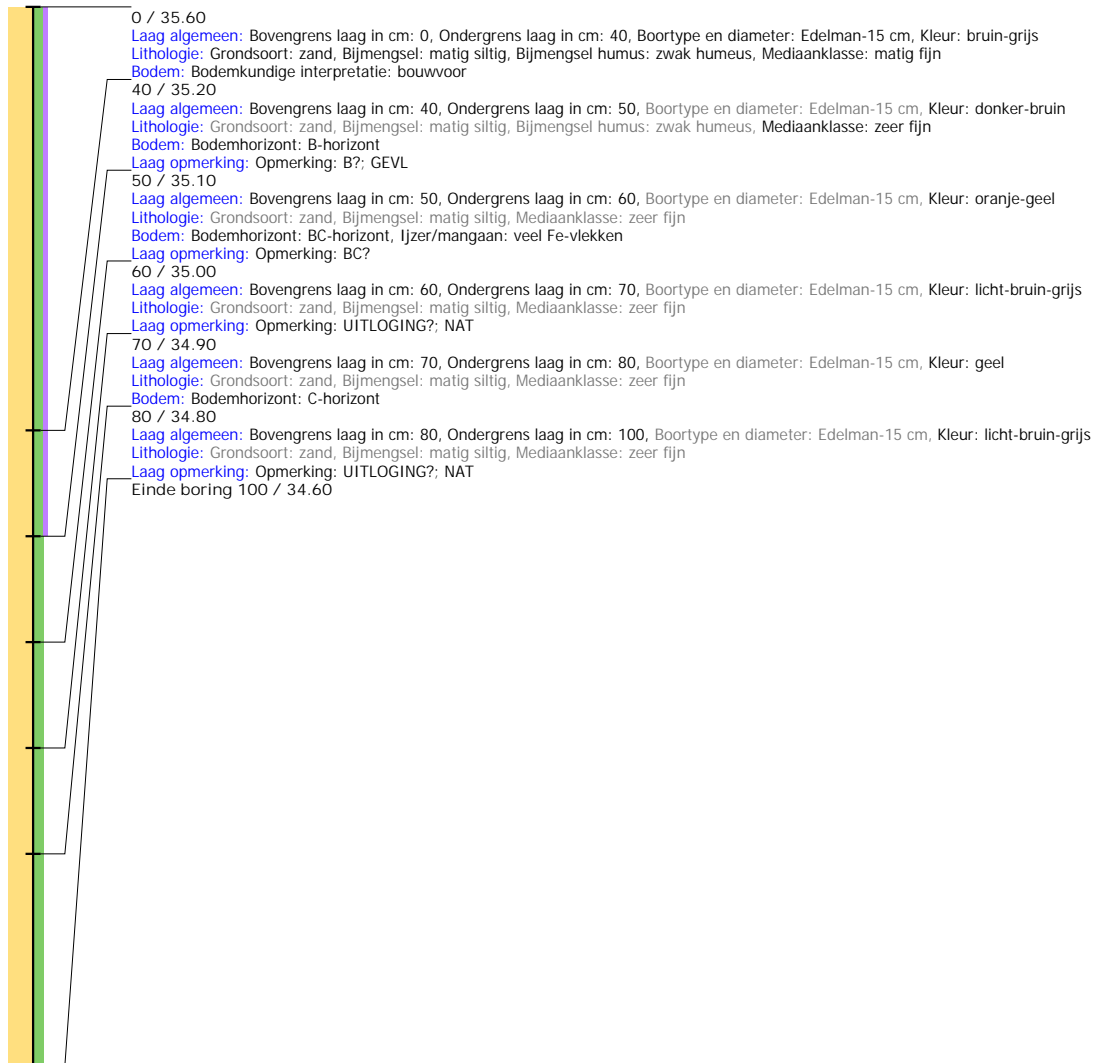 0 / 35.60
Laag algemeen: Bovengrens laag in cm: 0, Ondergrens laag in cm: 40, Boortype en diameter: Edelman-15 cm, Kleur: bruin-grijs
Lithologie: Grondsoort: zand, Bijmengsel: matig siltig, Bijmengsel humus: zwak humeus, Mediaanklasse: matig fijn
Bodem: Bodemkundige interpretatie: bouwvoor
40 / 35.20
Laag algemeen: Bovengrens laag in cm: 40, Ondergrens laag in cm: 50, Boortype en diameter: Edelman-15 cm, Kleur: donker-bruin
Lithologie: Grondsoort: zand, Bijmengsel: matig siltig, Bijmengsel humus: zwak humeus, Mediaanklasse: zeer fijn
Bodem: Bodemhorizont: B-horizont
Laag opmerking: Opmerking: B?; GEVL
50 / 35.10
Laag algemeen: Bovengrens laag in cm: 50, Ondergrens laag in cm: 60, Boortype en diameter: Edelman-15 cm, Kleur: oranje-geel
Lithologie: Grondsoort: zand, Bijmengsel: matig siltig, Mediaanklasse: zeer fijn
Bodem: Bodemhorizont: BC-horizont, Ijzer/mangaan: veel Fe-vlekken
Laag opmerking: Opmerking: BC?
60 / 35.00
Laag algemeen: Bovengrens laag in cm: 60, Ondergrens laag in cm: 70, Boortype en diameter: Edelman-15 cm, Kleur: licht-bruin-grijs
Lithologie: Grondsoort: zand, Bijmengsel: matig siltig, Mediaanklasse: zeer fijn
Laag opmerking: Opmerking: UITLOGING?; NAT
70 / 34.90
Laag algemeen: Bovengrens laag in cm: 70, Ondergrens laag in cm: 80, Boortype en diameter: Edelman-15 cm, Kleur: geel
Lithologie: Grondsoort: zand, Bijmengsel: matig siltig, Mediaanklasse: zeer fijn
Bodem: Bodemhorizont: C-horizont
80 / 34.80
Laag algemeen: Bovengrens laag in cm: 80, Ondergrens laag in cm: 100, Boortype en diameter: Edelman-15 cm, Kleur: licht-bruin-grijs
Lithologie: Grondsoort: zand, Bijmengsel: matig siltig, Mediaanklasse: zeer fijn
Laag opmerking: Opmerking: UITLOGING?; NAT
Einde boring 100 / 34.60